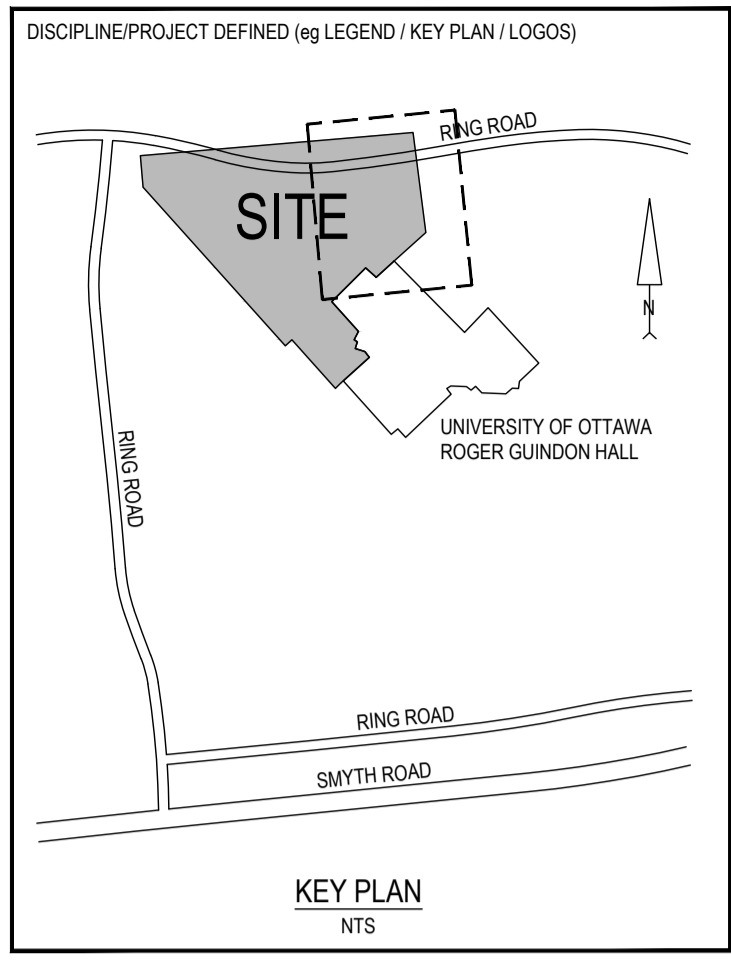 DISCIPLINE/PROJECT DEFINED (eg LEGEND / KEY PLAN / LOGOS)
RING ROAD
SITE
N
UNIVERSITY OF OTTAWA
ROGER GUINDON HALL
RING ROAD
RING ROAD
SMYTH ROAD
KEY PLAN
NTS